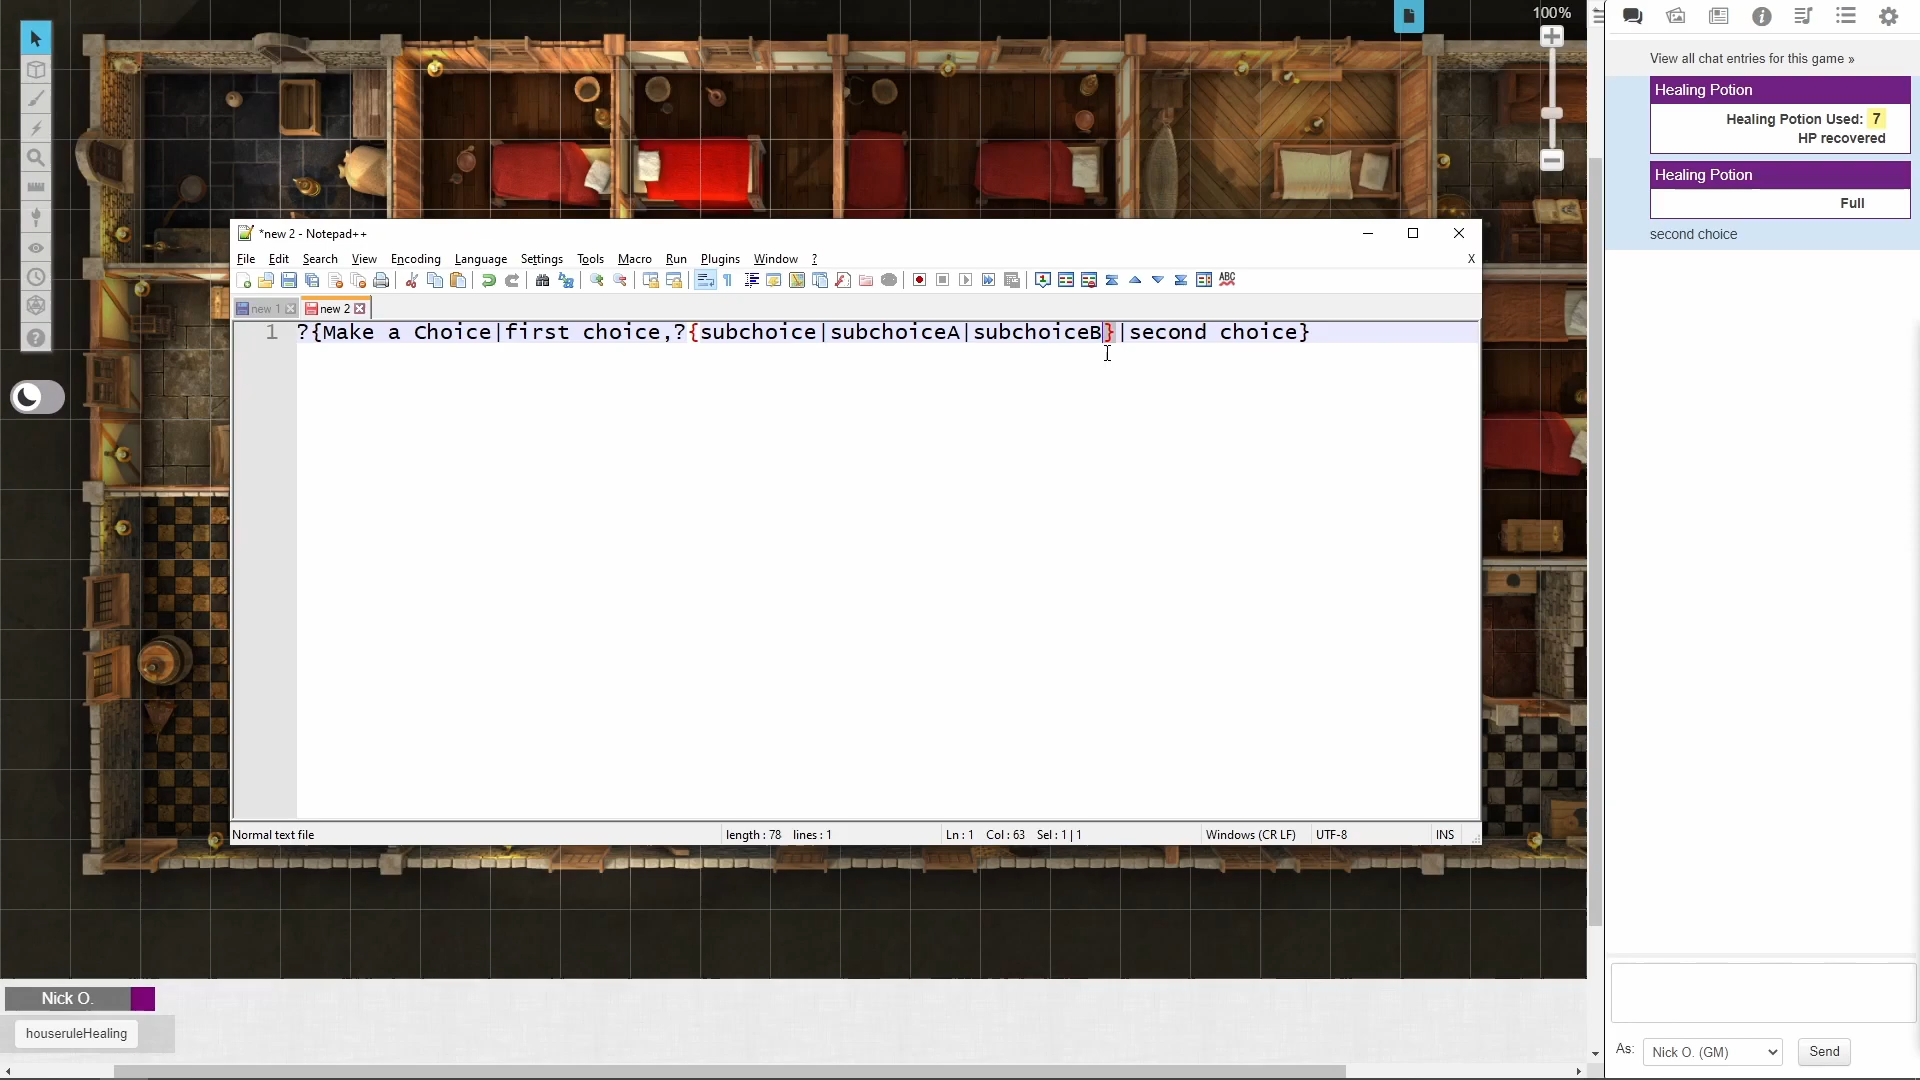 100%
View all chat entries for this game »
Healing Potion
Healing Potion Used: 7
HP recovered
Healing Potion
Full
second choice
*new 2 - Notepad++
File Edit Search View Encoding Language Settings Tools Macro Run Plugins Window ?
X
new 1
new 2
1
?{Make a Choice|first choice,?{subchoice|subchoiceA|subchoiceB}|second choice}
Normal text file
length : 78 lines : 1
Ln : 1 Col : 63 Sel : 1 | 1
Windows (CR LF)
UTF-8
INS
Nick O.
houseruleHealing
As:
Nick O. (GM)
Send